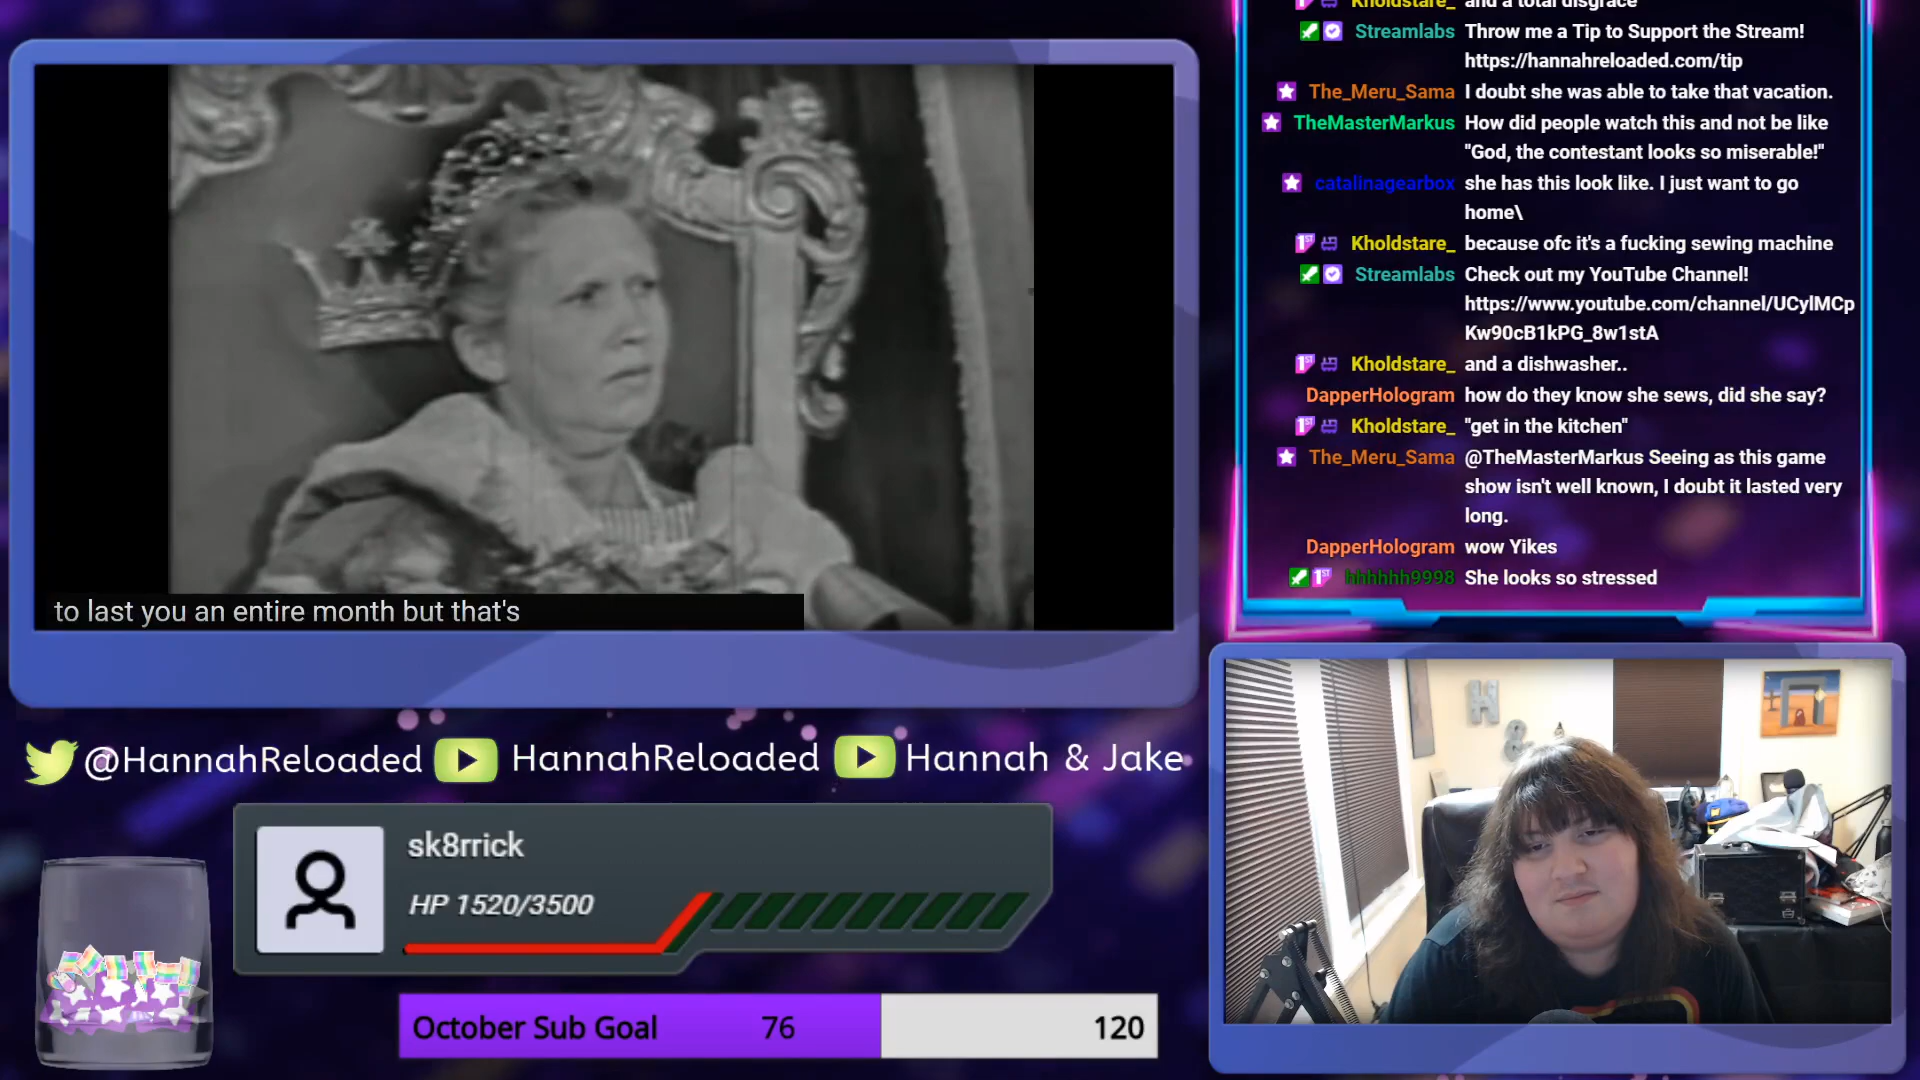 Kholdstare_ and a total disgrace
Streamlabs Throw me a Tip to Support the Stream!
https://hannahreloaded.com/tip
The_Meru_Sama I doubt she was able to take that vacation.
TheMasterMarkus How did people watch this and not be like
"God, the contestant looks so miserable!"
catalinagearbox she has this look like. I just want to go
home\
1ST Kholdstare_ because ofc it's a fucking sewing machine
Streamlabs Check out my YouTube Channel!
https://www.youtube.com/channel/UCylMCp
Kw90cB1kPG_8w1stA
1ST Kholdstare_ and a dishwasher..
DapperHologram how do they know she sews, did she say?
1ST Kholdstare_ "get in the kitchen"
The_Meru_Sama @TheMasterMarkus Seeing as this game
show isn't well known, I doubt it lasted very
long.
DapperHologram wow Yikes
1ST hhhhhh9998 She looks so stressed
to last you an entire month but that's
@HannahReloaded HannahReloaded Hannah & Jake
sk8rrick
HP 1520/3500
October Sub Goal 76 120
H
&